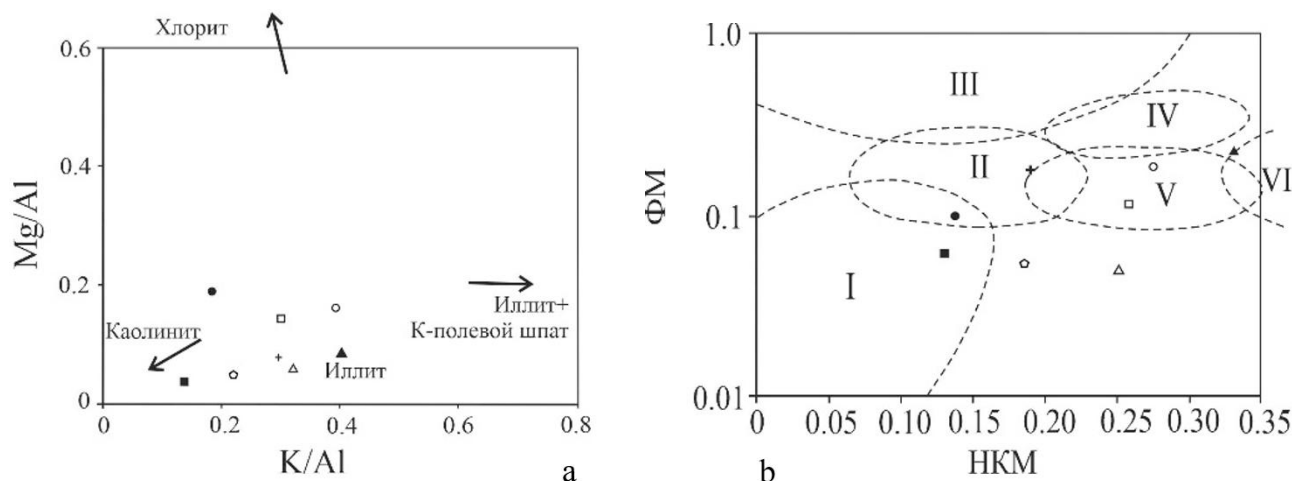 Хлорит
0.6
0.4
0.2
0
Mg/Al
Каолинит
Иллит
Иллит+
К-полевой шпат
0
0.2
0.4
0.6
0.8
K/Al
a
1.0
0.1
0.01
ФМ
III
IV
II
V
VI
I
0
0.05
0.10
0.15
0.20
0.25
0.30
0.35
НКМ
b